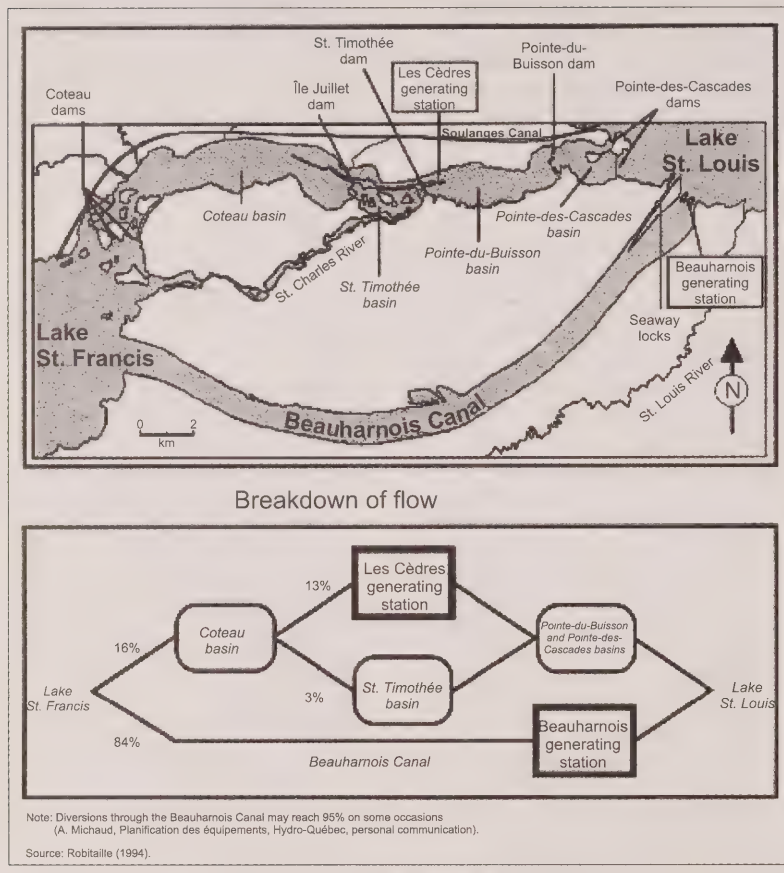 St. Timothée
dam
Pointe-du-
Buisson dam
Les Cèdres
generating
station
Île Juillet
dam
Pointe-des-Cascades
dams
Coteau
dams
Soulanges Canal
Lake
St. Louis
Coteau basin
Pointe-des-Cascades
basin
St. Charles River
Pointe-du-Buisson
basin
St. Timothée
basin
Beauharnois
generating
station
Seaway
locks
Lake
St. Francis
St. Louis River
N
Beauharnois Canal
0 2
km
Breakdown of flow
Les Cèdres
generating
station
13%
Coteau
basin
Pointe-du-Buisson
and Pointe-des-
Cascades basins
16%
St. Timothée
basin
3%
Lake
St. Francis
Lake
St. Louis
84%
Beauharnois
generating
station
Beauharnois Canal
Note: Diversions through the Beauharnois Canal may reach 95% on some occasions
(A. Michaud, Planification des équipements, Hydro-Québec, personal communication).
Source: Robitaille (1994).